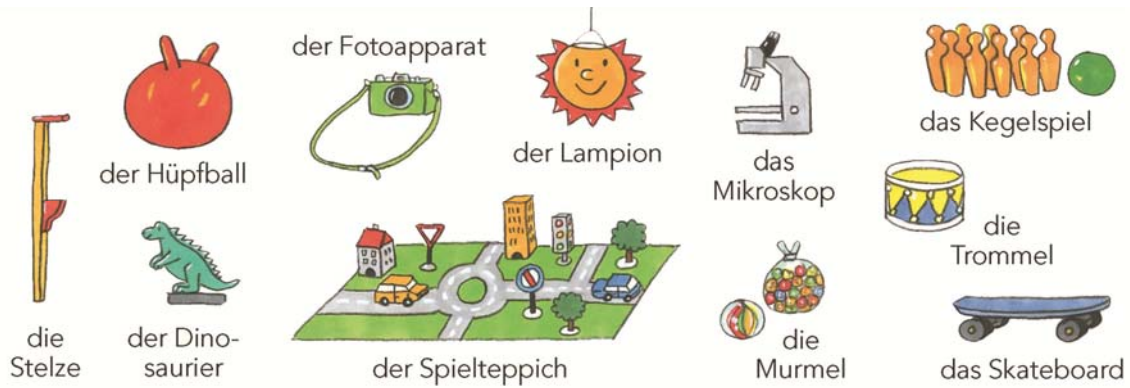 der Fotoapparat
der Hüpfball
der Lampion
das
Mikroskop
das Kegelspiel
die
Trommel
die
Stelze
der Dino-
saurier
der Spielteppich
die
Murmel
das Skateboard